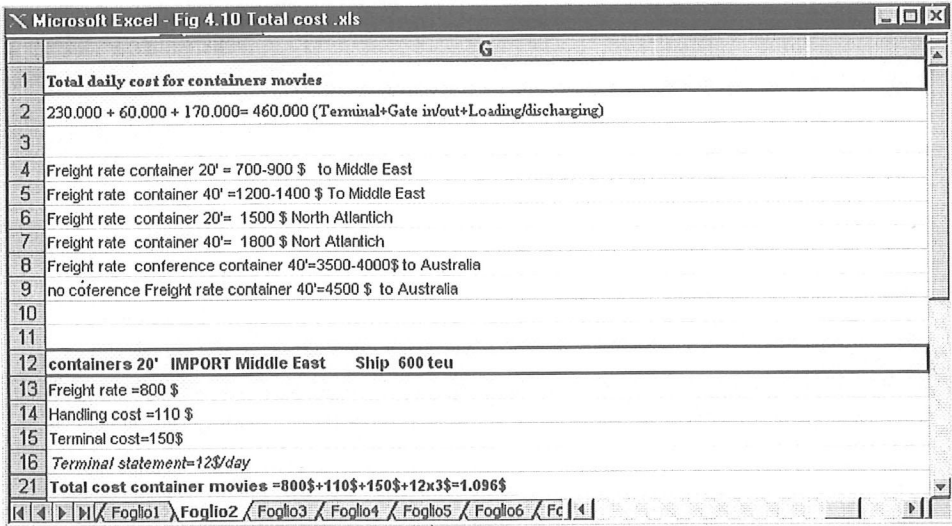 Microsoft Excel - Fig 4.10 Total cost .xls
G
1 Total daily cost for containers movies
2 230.000 + 60.000 + 170.000= 460.000 (Terminal+Gate in/out+Loading/discharging)
3
4 Freight rate container 20' = 700-900 $ to Middle East
5 Freight rate container 40' =1200-1400 $ To Middle East
6 Freight rate container 20'= 1500 $ North Atlantich
7 Freight rate container 40'= 1800 $ Nort Atlantich
8 Freight rate conference container 40'=3500-4000$ to Australia
9 no coference Freight rate container 40'=4500 $ to Australia
10
11
12 containers 20' IMPORT Middle East Ship 600 teu
13 Freight rate =800 $
14 Handling cost =110 $
15 Terminal cost=150$
16 Terminal statement=12$/day
21 Total cost container movies =800$+110$+150$+12x3$=1.096$
Foglio1 Foglio2 Foglio3 Foglio4 Foglio5 Foglio6 Fc